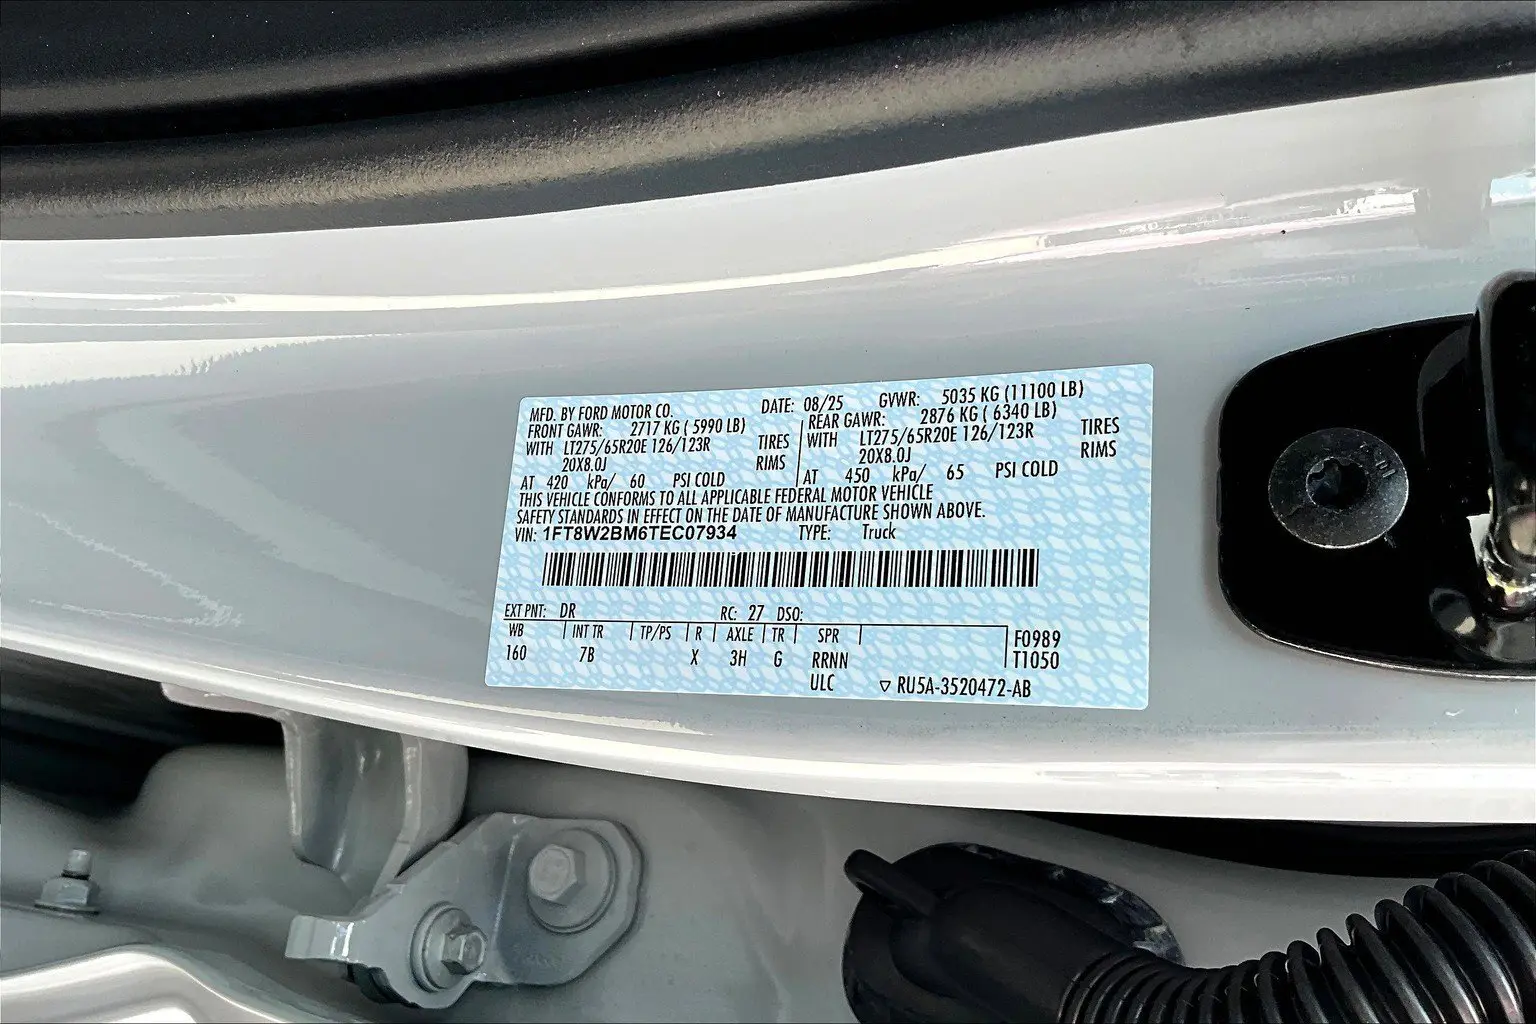 MFD. BY FORD MOTOR CO. DATE: 08/25 GVWR: 5035 KG (11100 LB)
FRONT GAWR: 2717 KG ( 5990 LB) REAR GAWR: 2876 KG ( 6340 LB)
WITH LT275/65R20E 126/123R TIRES WITH LT275/65R20E 126/123R TIRES
20X8.0J RIMS 20X8.0J RIMS
AT 420 kPa/ 60 PSI COLD AT 450 kPa/ 65 PSI COLD
THIS VEHICLE CONFORMS TO ALL APPLICABLE FEDERAL MOTOR VEHICLE
SAFETY STANDARDS IN EFFECT ON THE DATE OF MANUFACTURE SHOWN ABOVE.
VIN: 1FT8W2BM6TEC07934 TYPE: Truck
EXT PNT: DR RC: 27 DSO:
WB INT TR TP/PS R AXLE TR SPR F0989
160 7B X 3H G RRNN T1050
ULC ▽ RU5A-3520472-AB